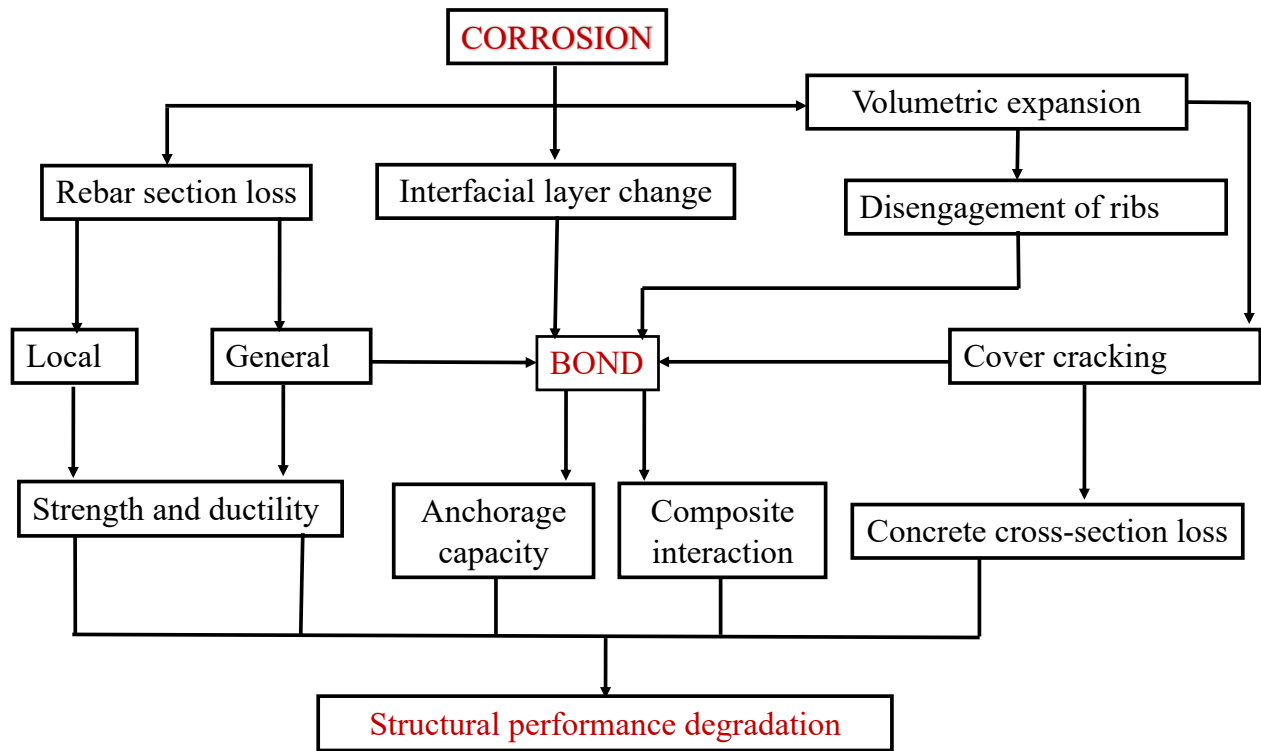 CORROSION
Volumetric expansion
Rebar section loss
Interfacial layer change
Disengagement of ribs
Local
General
BOND
Cover cracking
Strength and ductility
Anchorage
capacity
Composite
interaction
Concrete cross-section loss
Structural performance degradation